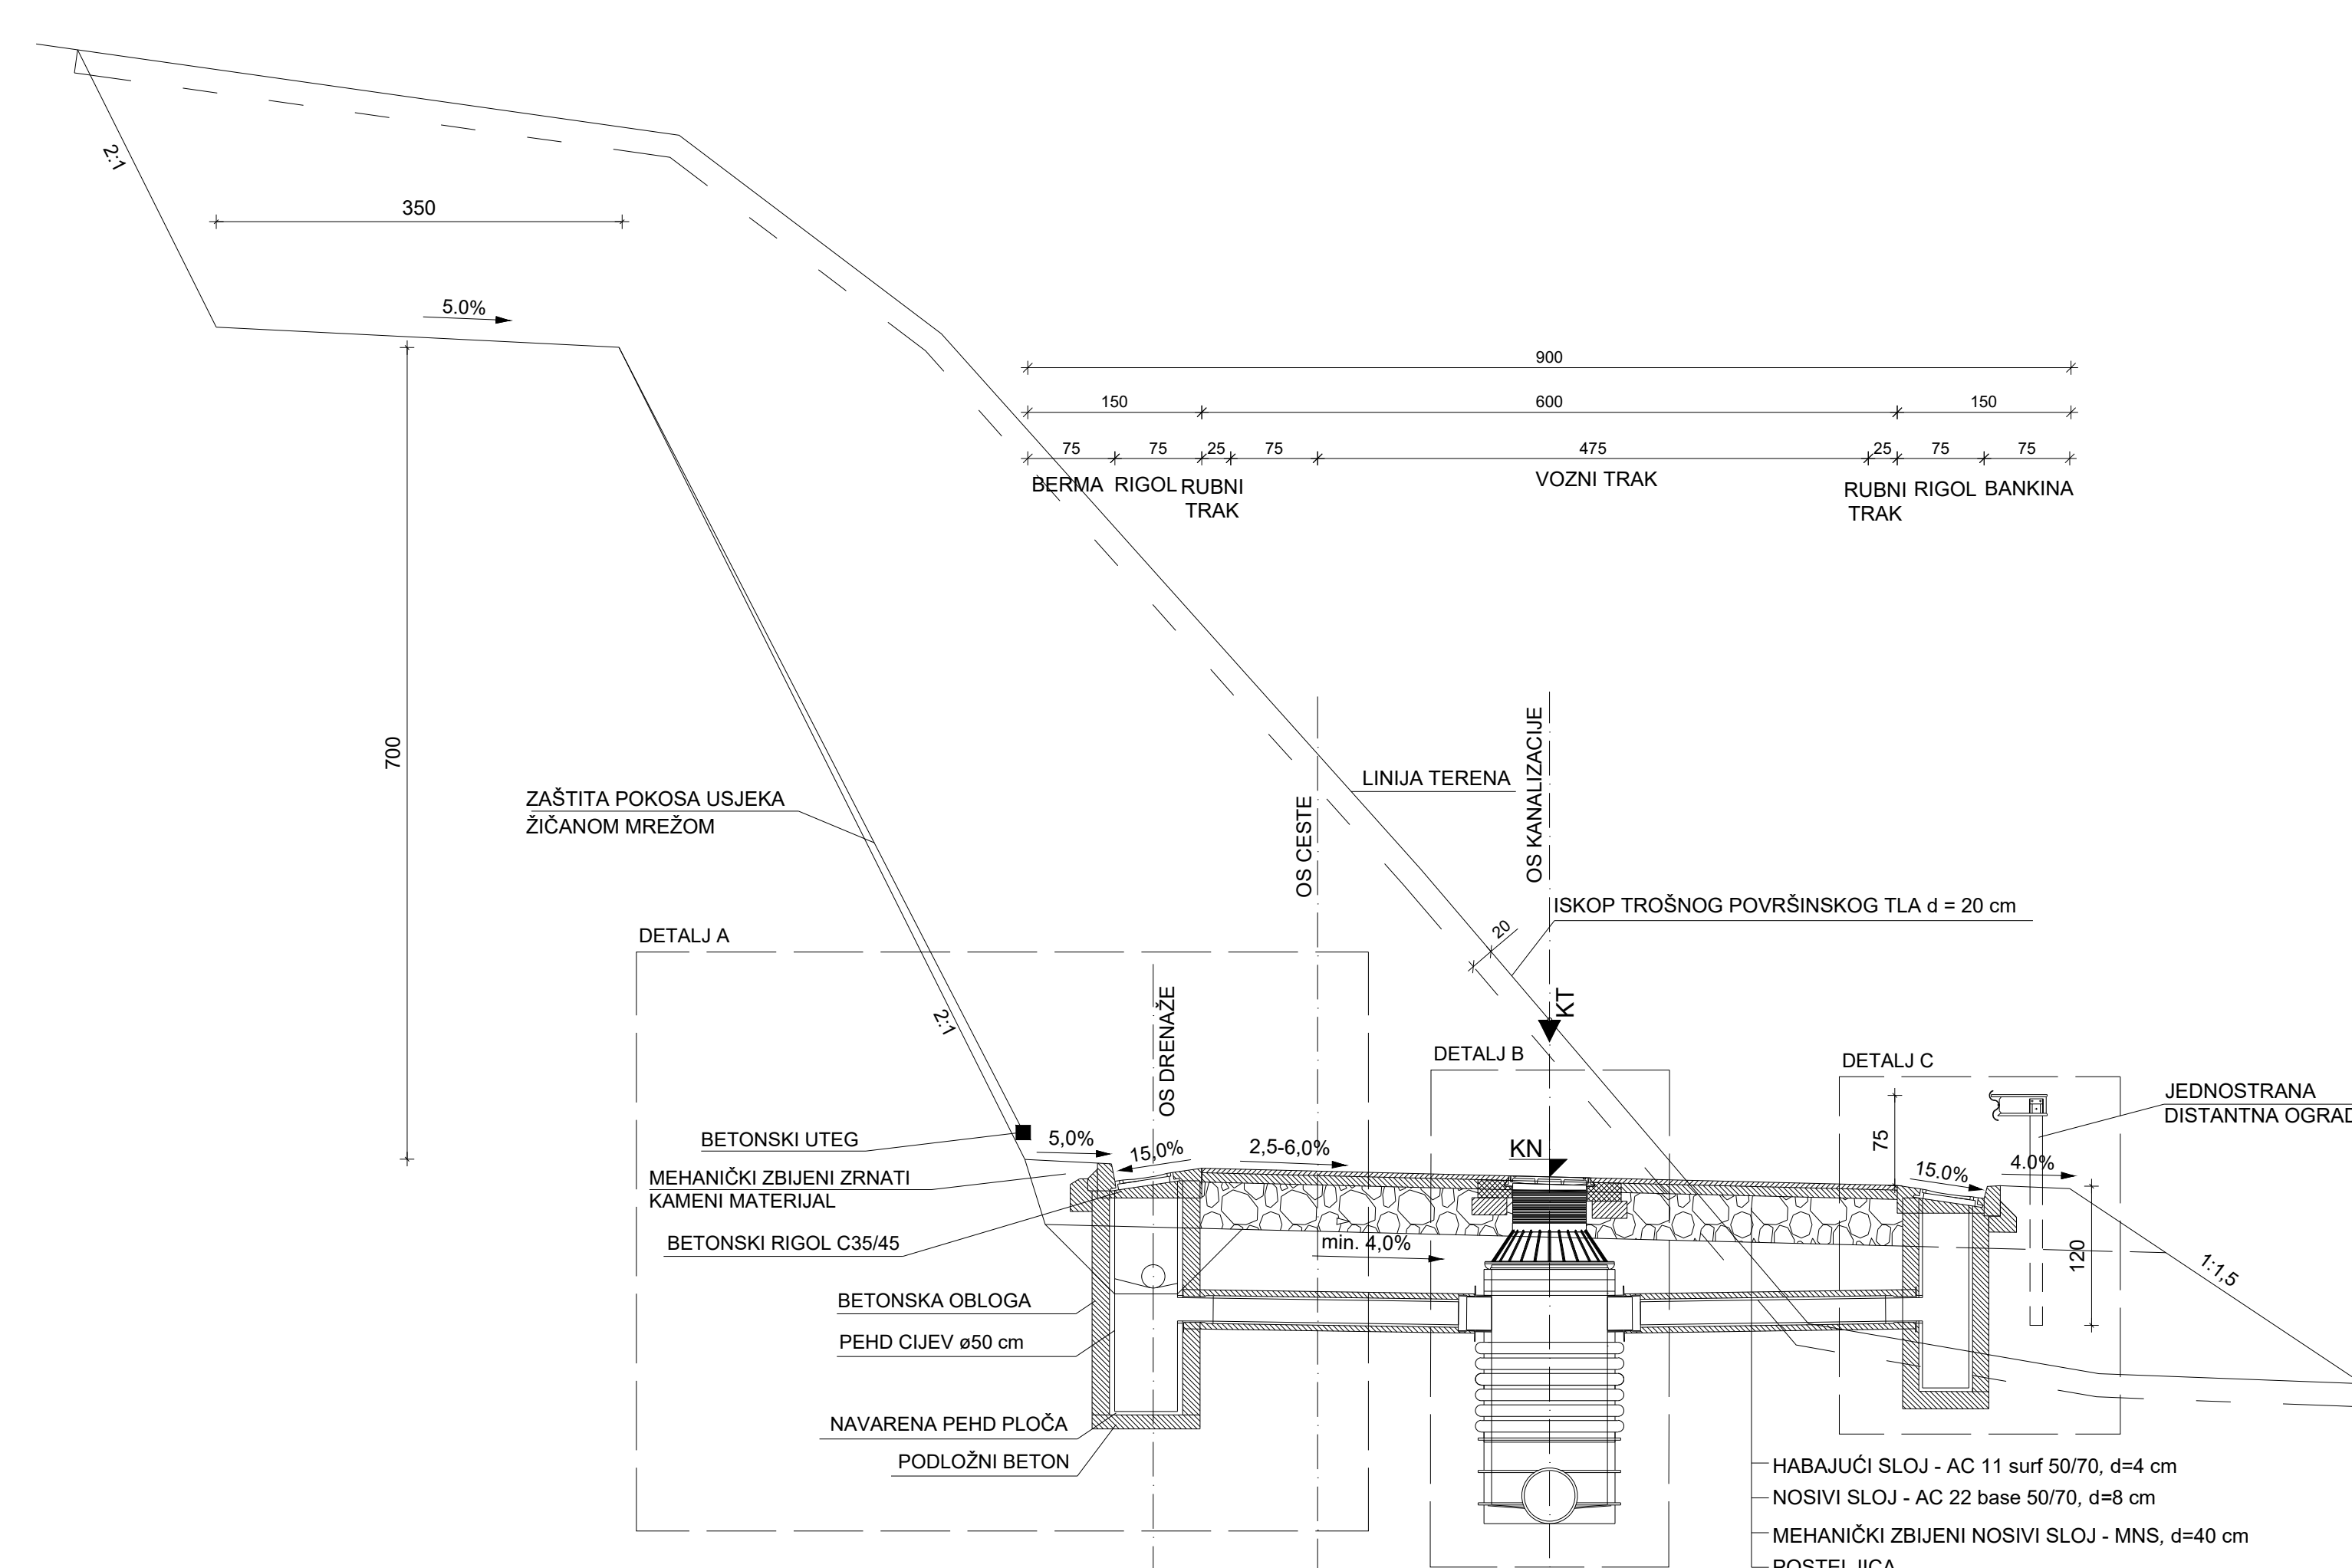 2:1
350
5.0%
900
150
600
150
75
75
25
75
475
25
75
75
BERMA
RIGOL
RUBNI
TRAK
VOZNI TRAK
RUBNI
TRAK
RIGOL
BANKINA
700
ZAŠTITA POKOSA USJEKA
ŽIČANOM MREŽOM
OS CESTE
LINIJA TERENA
OS KANALIZACIJE
ISKOP TROŠNOG POVRŠINSKOG TLA d = 20 cm
20
DETALJ A
2:1
OS DRENAŽE
KT
DETALJ B
DETALJ C
JEDNOSTRANA
DISTANTNA OGRAD
75
BETONSKI UTEG
5,0%
15,0%
2,5-6,0%
KN
15.0%
4.0%
MEHANIČKI ZBIJENI ZRNATI
KAMENI MATERIJAL
BETONSKI RIGOL C35/45
min. 4,0%
120
1:1,5
BETONSKA OBLOGA
PEHD CIJEV ø50 cm
NAVARENA PEHD PLOČA
PODLOŽNI BETON
HABAJUĆI SLOJ - AC 11 surf 50/70, d=4 cm
NOSIVI SLOJ - AC 22 base 50/70, d=8 cm
MEHANIČKI ZBIJENI NOSIVI SLOJ - MNS, d=40 cm
POSTELJICA